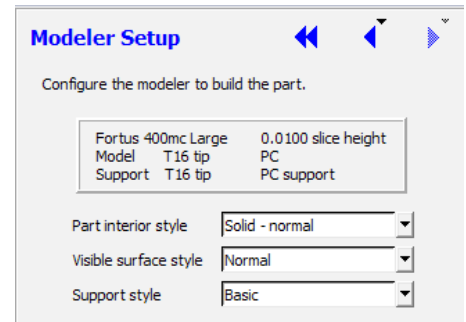 Modeler Setup
Configure the modeler to build the part.
Fortus 400mc Large 0.0100 slice height
Model T16 tip PC
Support T16 tip PC support
Part interior style Solid - normal
Visible surface style Normal
Support style Basic